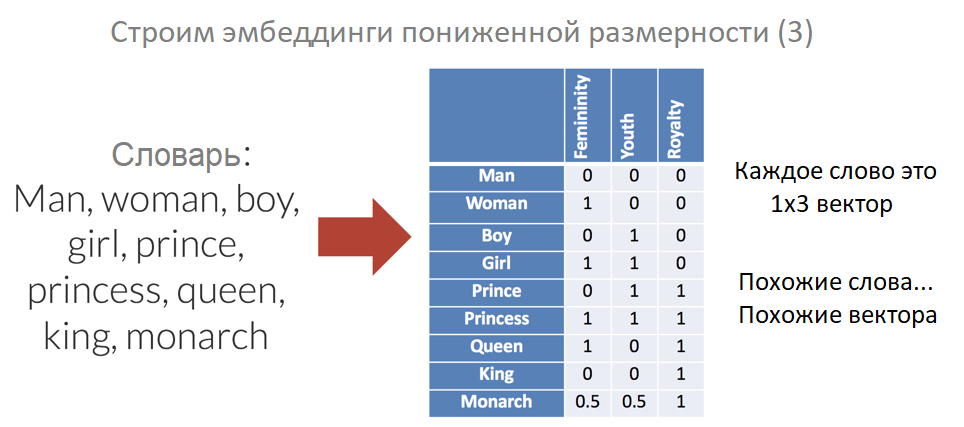 Строим эмбеддинги пониженной размерности (3)
Словарь:
Man, woman, boy,
girl, prince,
princess, queen,
king, monarch
Femininity Youth Royalty
Man 0 0 0
Woman 1 0 0
Boy 0 1 0
Girl 1 1 0
Prince 0 1 1
Princess 1 1 1
Queen 1 0 1
King 0 0 1
Monarch 0.5 0.5 1
Каждое слово это
1x3 вектор
Похожие слова...
Похожие вектора